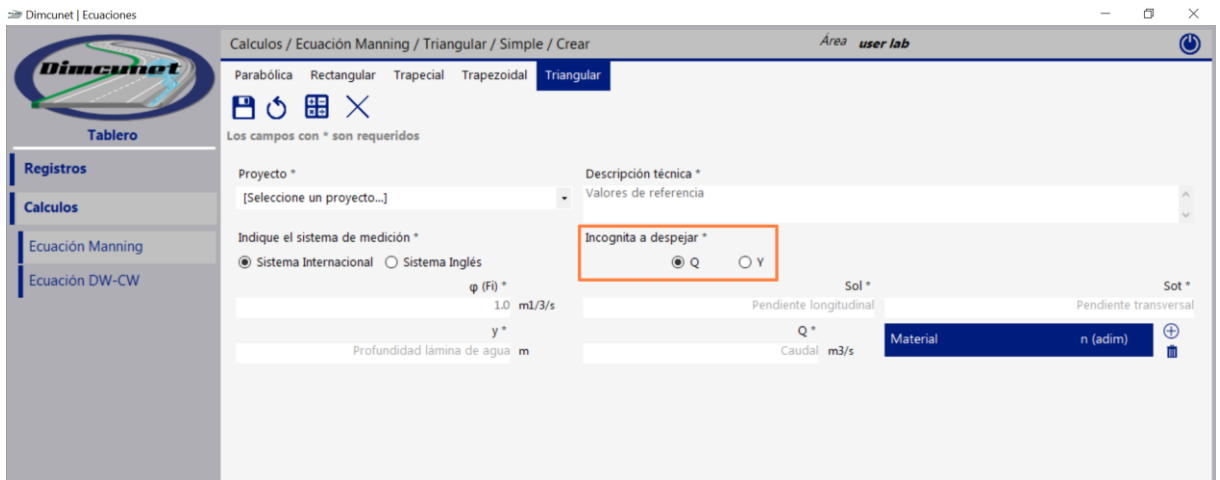 Dimcunet | Ecuaciones
Dimcunet
Calculos / Ecuación Manning / Triangular / Simple / Crear
Área user lab
Parabólica Rectangular Trapecial Trapezoidal Triangular
Los campos con * son requeridos
Tablero
Registros
Calculos
Ecuación Manning
Ecuación DW-CW
Proyecto *
[Seleccione un proyecto...]
Descripción técnica *
Valores de referencia
Indique el sistema de medición *
Sistema Internacional Sistema Inglés
Incognita a despejar *
Q Y
φ (Fi) *
1.0 m1/3/s
Sol *
Pendiente longitudinal
Sot *
Pendiente transversal
y *
Profundidad lámina de agua m
Q *
Caudal m3/s
Material n (adim)